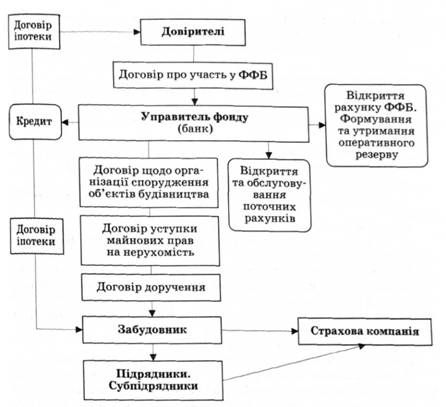 Договір
іпотеки
Довірителі
Договір про участь у ФФБ
Кредит
Управитель фонду
(банк)
Відкриття
рахунку ФФБ.
Формування
та утримання
оперативного
резерву
Договір щодо орга-
нізації спорудження
об’єктів будівництва
Відкриття
та обслугову-
вання
поточних
рахунків
Договір
іпотеки
Договір уступки
майнових прав
на нерухомість
Договір доручення
Забудовник
Страхова компанія
Підрядники.
Субпідрядники